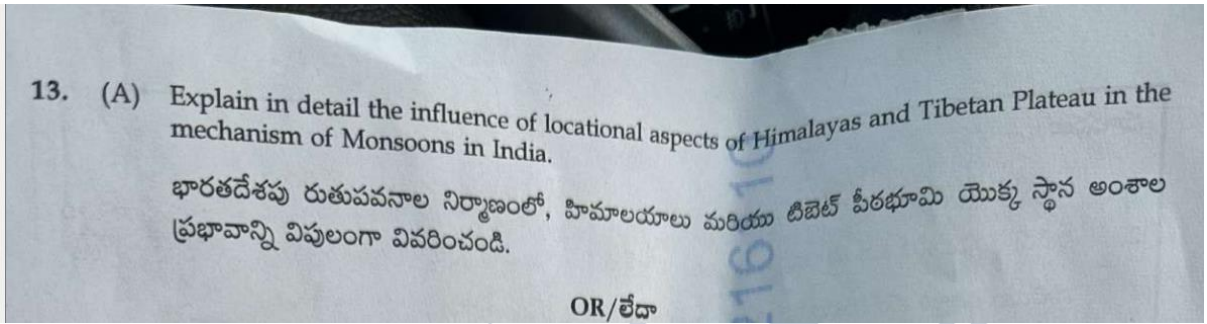 13. (A) Explain in detail the influence of locational aspects of Himalayas and Tibetan Plateau in the
mechanism of Monsoons in India.
భారతదేశపు రుతుపవనాల నిర్మాణంలో, హిమాలయాలు మరియు టిబెట్ పీఠభూమి యొక్క స్థాన అంశాల
ప్రభావాన్ని విపులంగా వివరించండి.
OR/లేదా